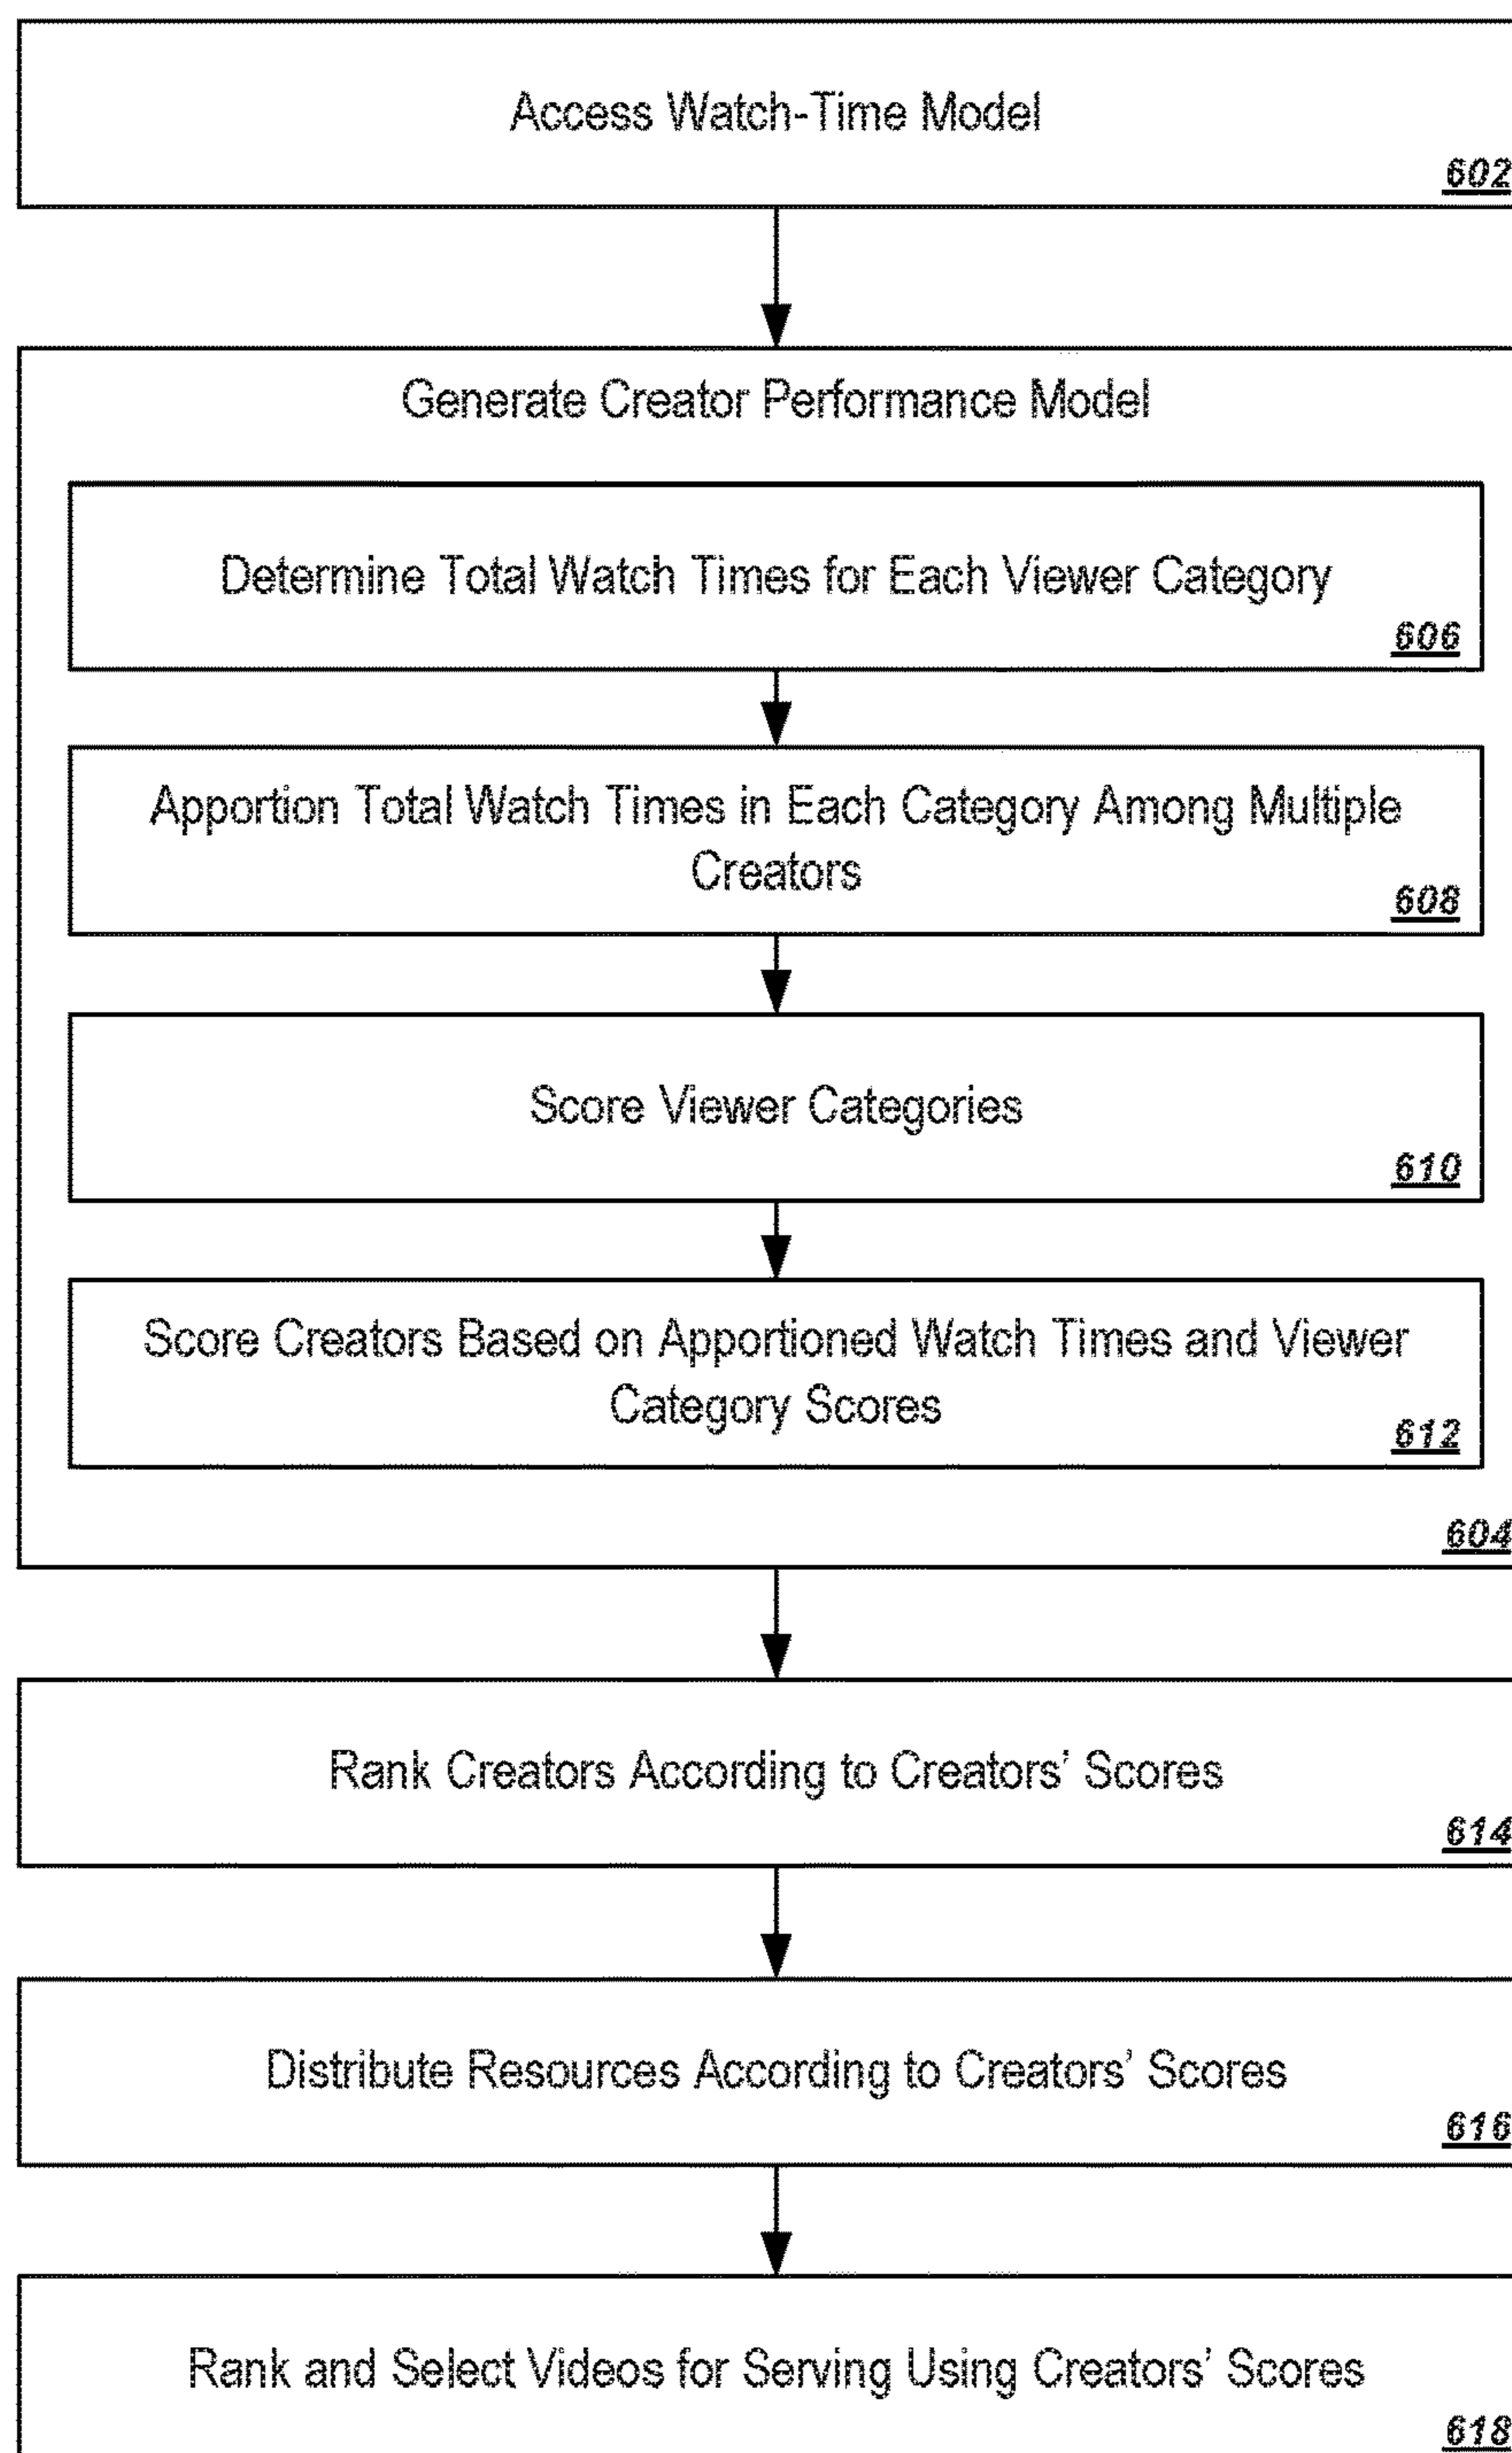 Access Watch-Time Model
602
Generate Creator Performance Model
Determine Total Watch Times for Each Viewer Category
606
Apportion Total Watch Times in Each Category Among Multiple
Creators
608
Score Viewer Categories
610
Score Creators Based on Apportioned Watch Times and Viewer
Category Scores
612
604
Rank Creators According to Creators’ Scores
614
Distribute Resources According to Creators’ Scores
616
Rank and Select Videos for Serving Using Creators’ Scores
618